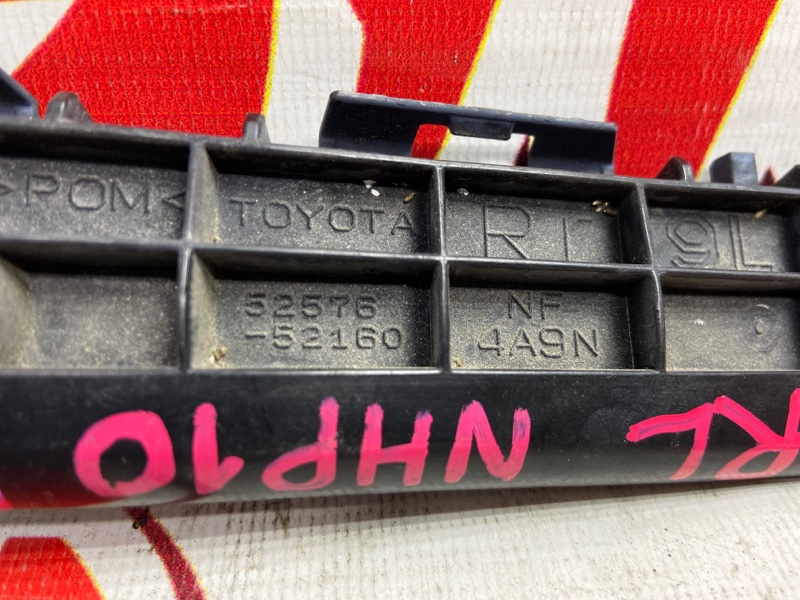 >POM<
TOYOTA
R
9L
52576
-52160
NF
4A9N
NHP10
RL